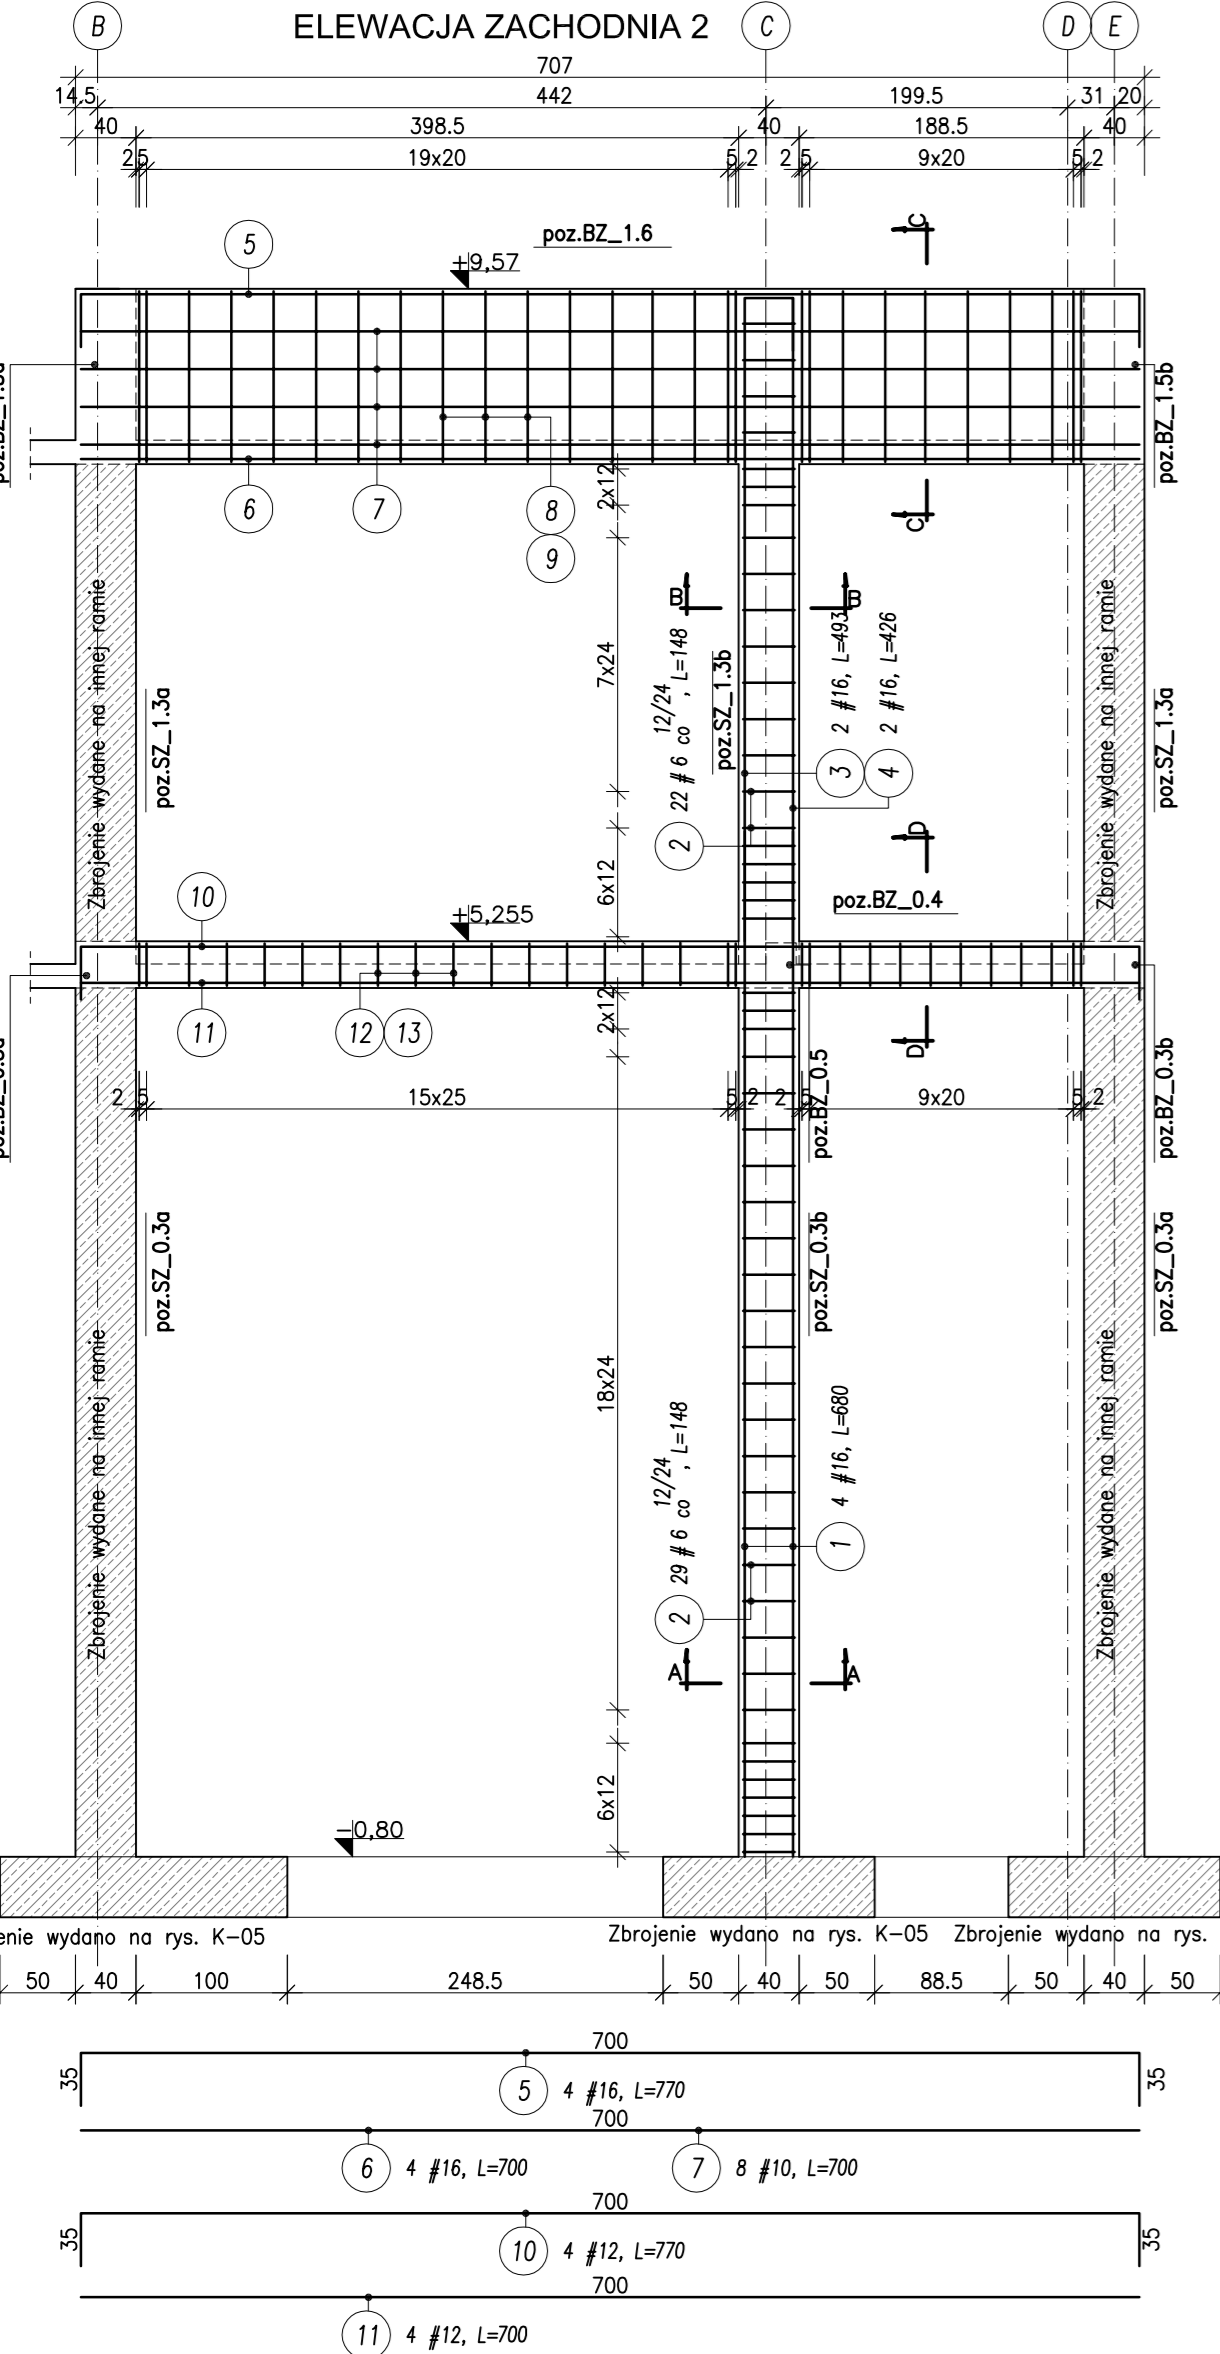 ELEWACJA ZACHODNIA 2
B
C
D
E
707
14.5
442
199.5
31
20
40
398.5
40
188.5
40
2
5
19x20
5
2
2
5
9x20
5
2
poz.BZ_1.6
C
5
+9,57
poz.BZ_1.5b
6
7
8
9
2x12
C
B
B
7x24
Zbrojenie wydane na innej ramie
poz.SZ_1.3a
22 #6 co 12/24, L=148
poz.SZ_1.3b
2 #16, L=493
2 #16, L=426
3
4
2
Zbrojenie wydane na innej ramie
poz.SZ_1.3a
D
6x12
10
+5,255
poz.BZ_0.4
11
12
13
2x12
D
poz.BZ_0.5
poz.BZ_0.3b
2
5
15x25
5
2
2
5
9x20
5
2
poz.SZ_0.3a
poz.SZ_0.3b
poz.SZ_0.3a
18x24
Zbrojenie wydane na innej ramie
29 #6 co 12/24, L=148
4 #16, L=680
1
2
Zbrojenie wydane na innej ramie
A
A
6x12
-0,80
wydano na rys. K-05
Zbrojenie wydano na rys. K-05
Zbrojenie wydano na rys.
50
40
100
248.5
50
40
50
88.5
50
40
50
700
35
5
4 #16, L=770
35
700
6
4 #16, L=700
7
8 #10, L=700
700
35
10
4 #12, L=770
35
700
11
4 #12, L=700